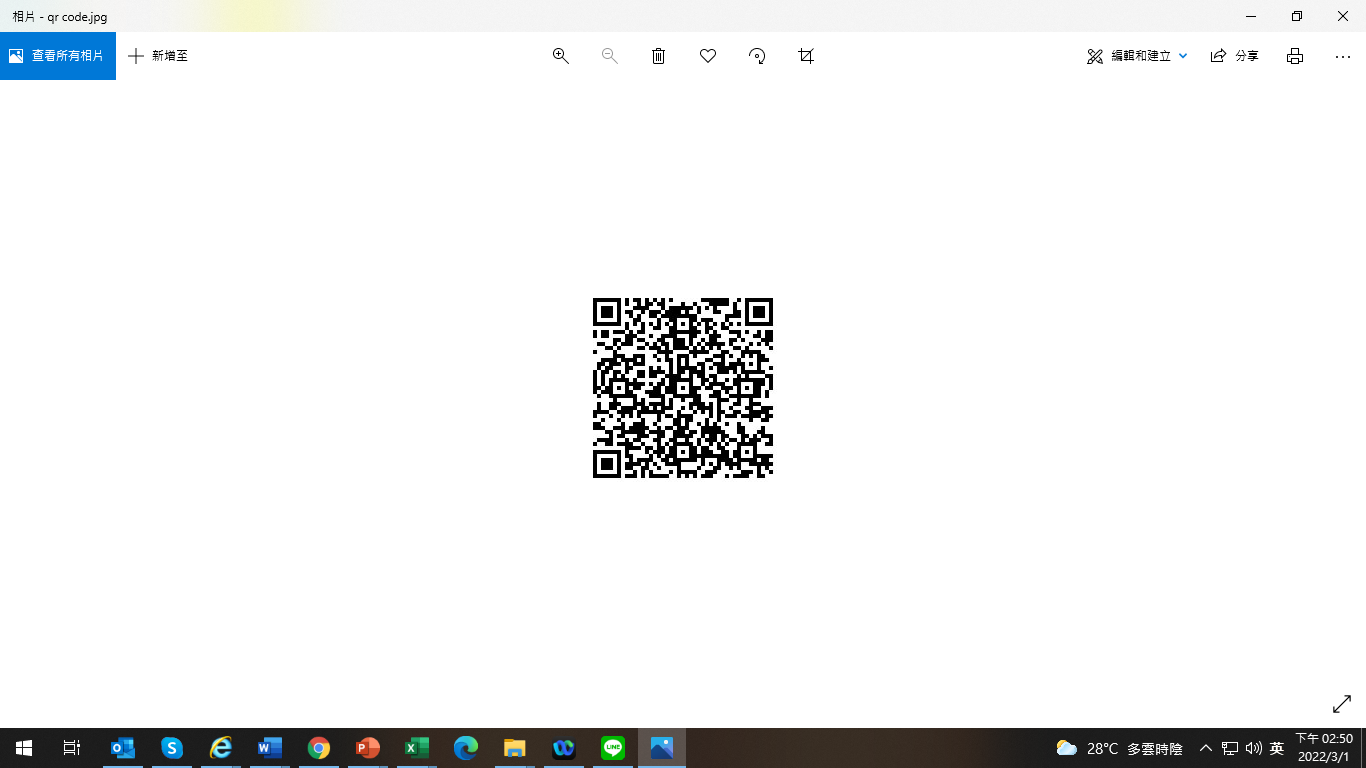 相片 - qr code.jpg
查看所有相片
新增至
編輯和建立
分享
28°C 多雲時陰
英
下午 02:50
2022/3/1
LINE